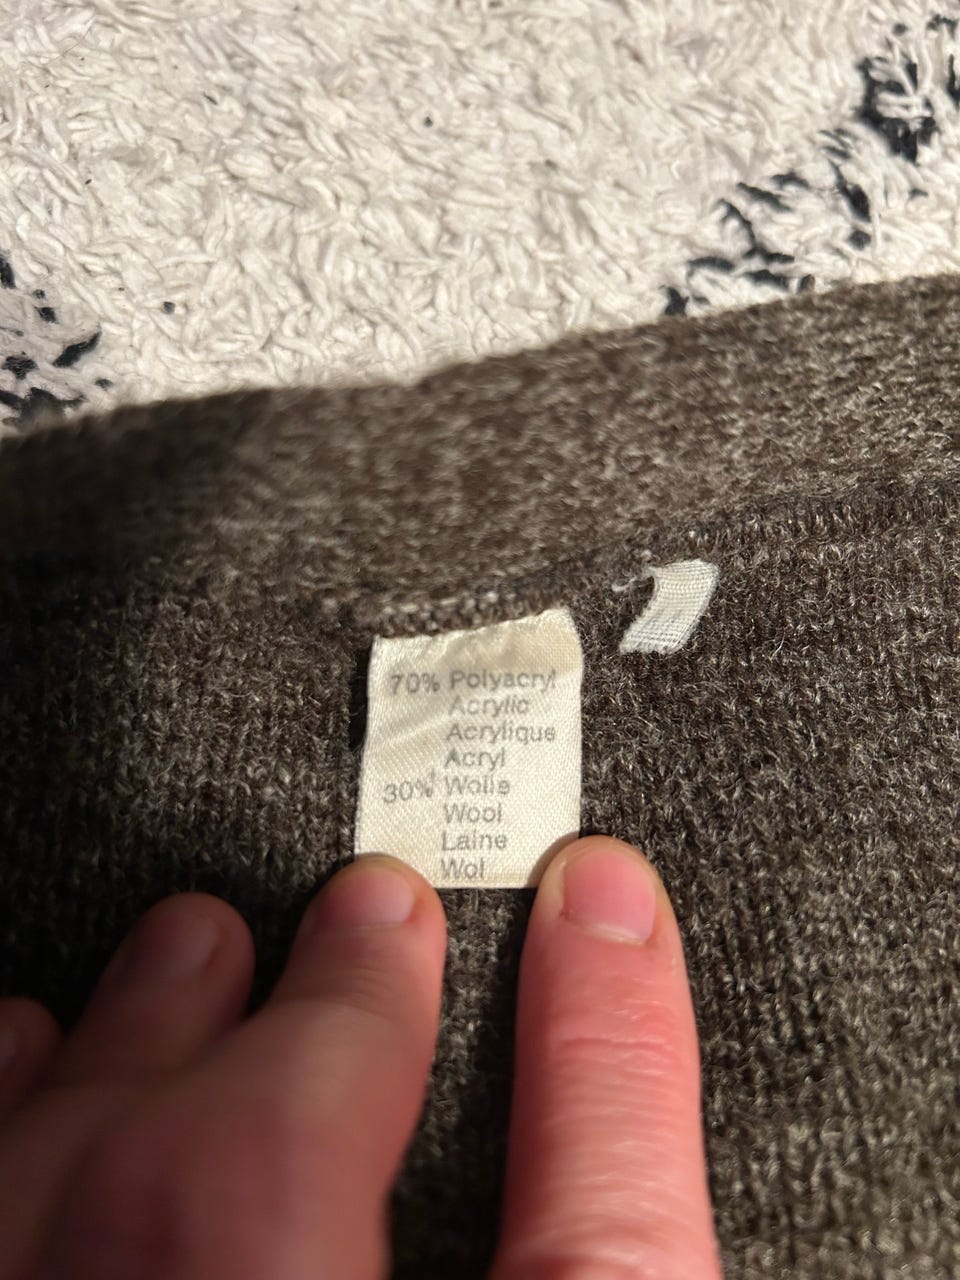 70% Polyacryl
Acrylic
Acrylique
Acryl
30% Wolle
Wool
Laine
Wol